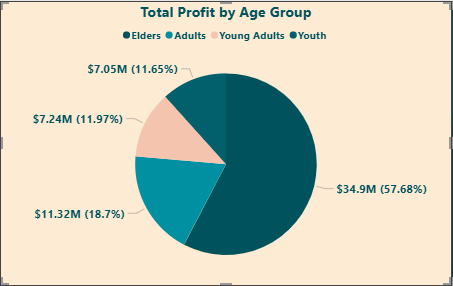 Total Profit by Age Group
Elders Adults Young Adults Youth
$7.05M (11.65%)
$7.24M (11.97%)
$34.9M (57.68%)
$11.32M (18.7%)